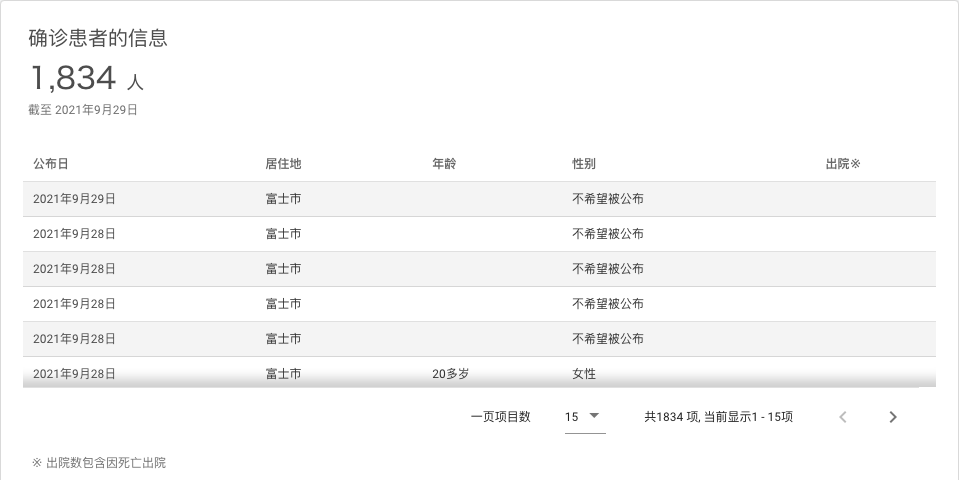 确诊患者的信息
1,834 人
截至 2021年9月29日
公布日 居住地 年龄 性别 出院※
2021年9月29日 富士市 不希望被公布
2021年9月28日 富士市 不希望被公布
2021年9月28日 富士市 不希望被公布
2021年9月28日 富士市 不希望被公布
2021年9月28日 富士市 不希望被公布
2021年9月28日 富士市 20多岁 女性
一页项目数 15 共1834 项, 当前显示1 - 15项
※ 出院数包含因死亡出院